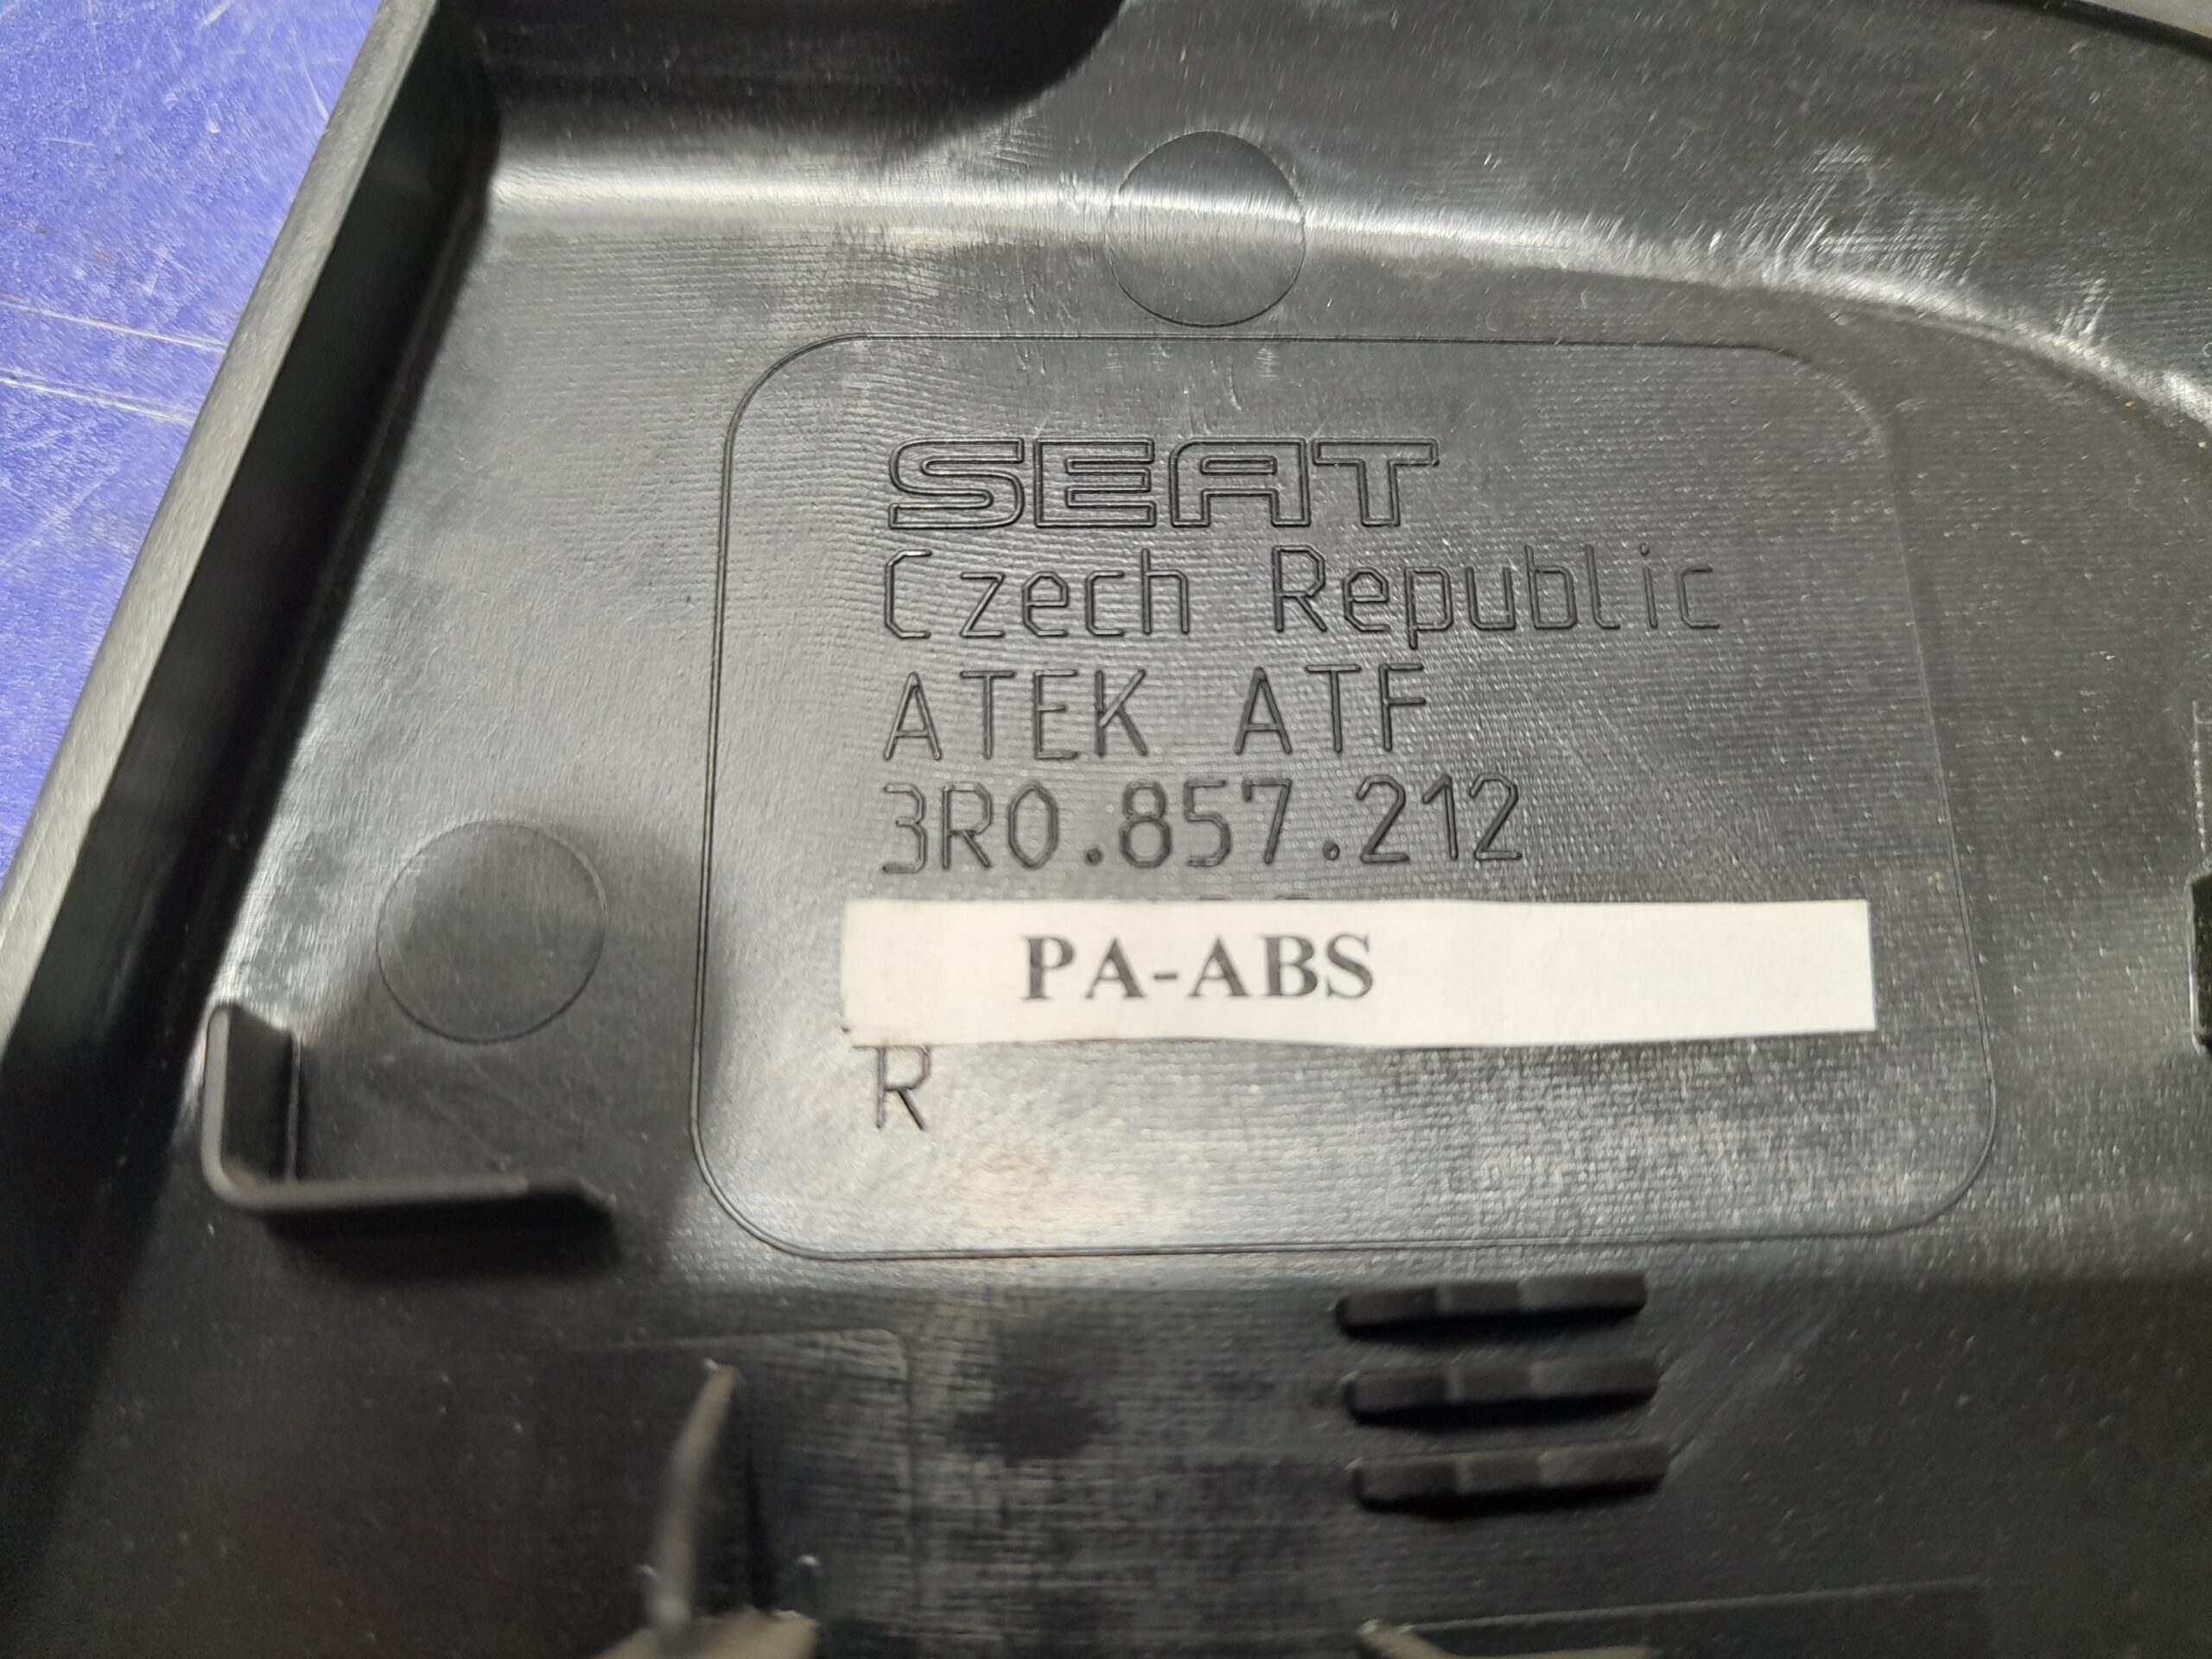 SEAT
Czech Republic
ATEK ATF
3R0.857.212
PA-ABS
R